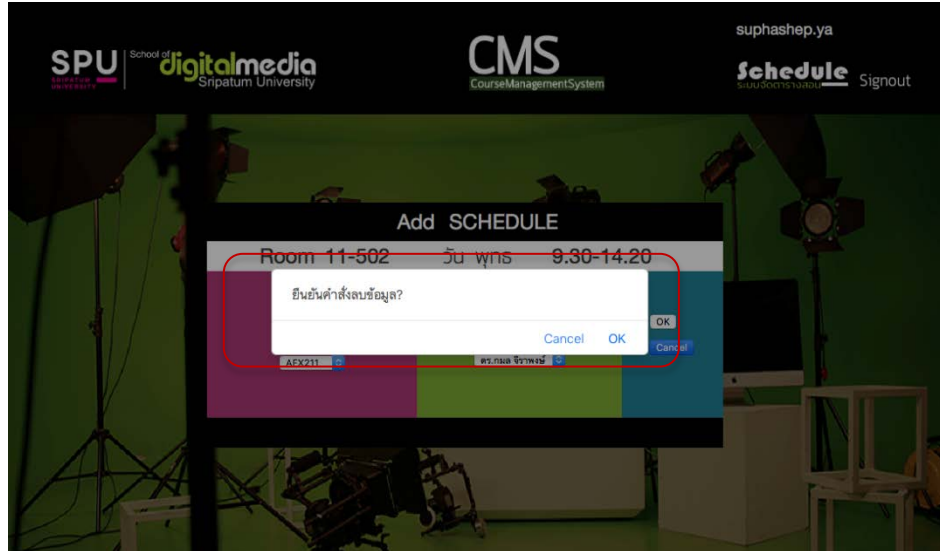 suphashep.ya
SPU School of digitalmedia
SRIPATUM UNIVERSITY
Sripatum University
CMS
CourseManagementSystem
Schedule
ระบบจัดตารางสอน
Signout
Add SCHEDULE
Room 11-502 วัน พุทธ 9.30-14.20
ยืนยันคำสั่งลบข้อมูล?
Cancel OK
OK
Cancel
AFX211
ดร.กมล จิราพงษ์